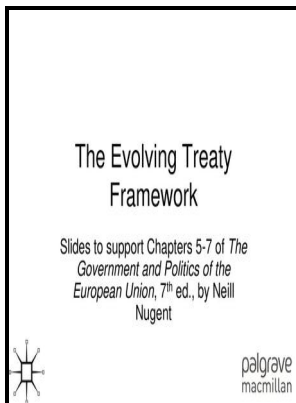 The Evolving Treaty
Framework
Slides to support Chapters 5-7 of The
Government and Politics of the
European Union, 7th ed., by Neill
Nugent
palgrave
macmillan